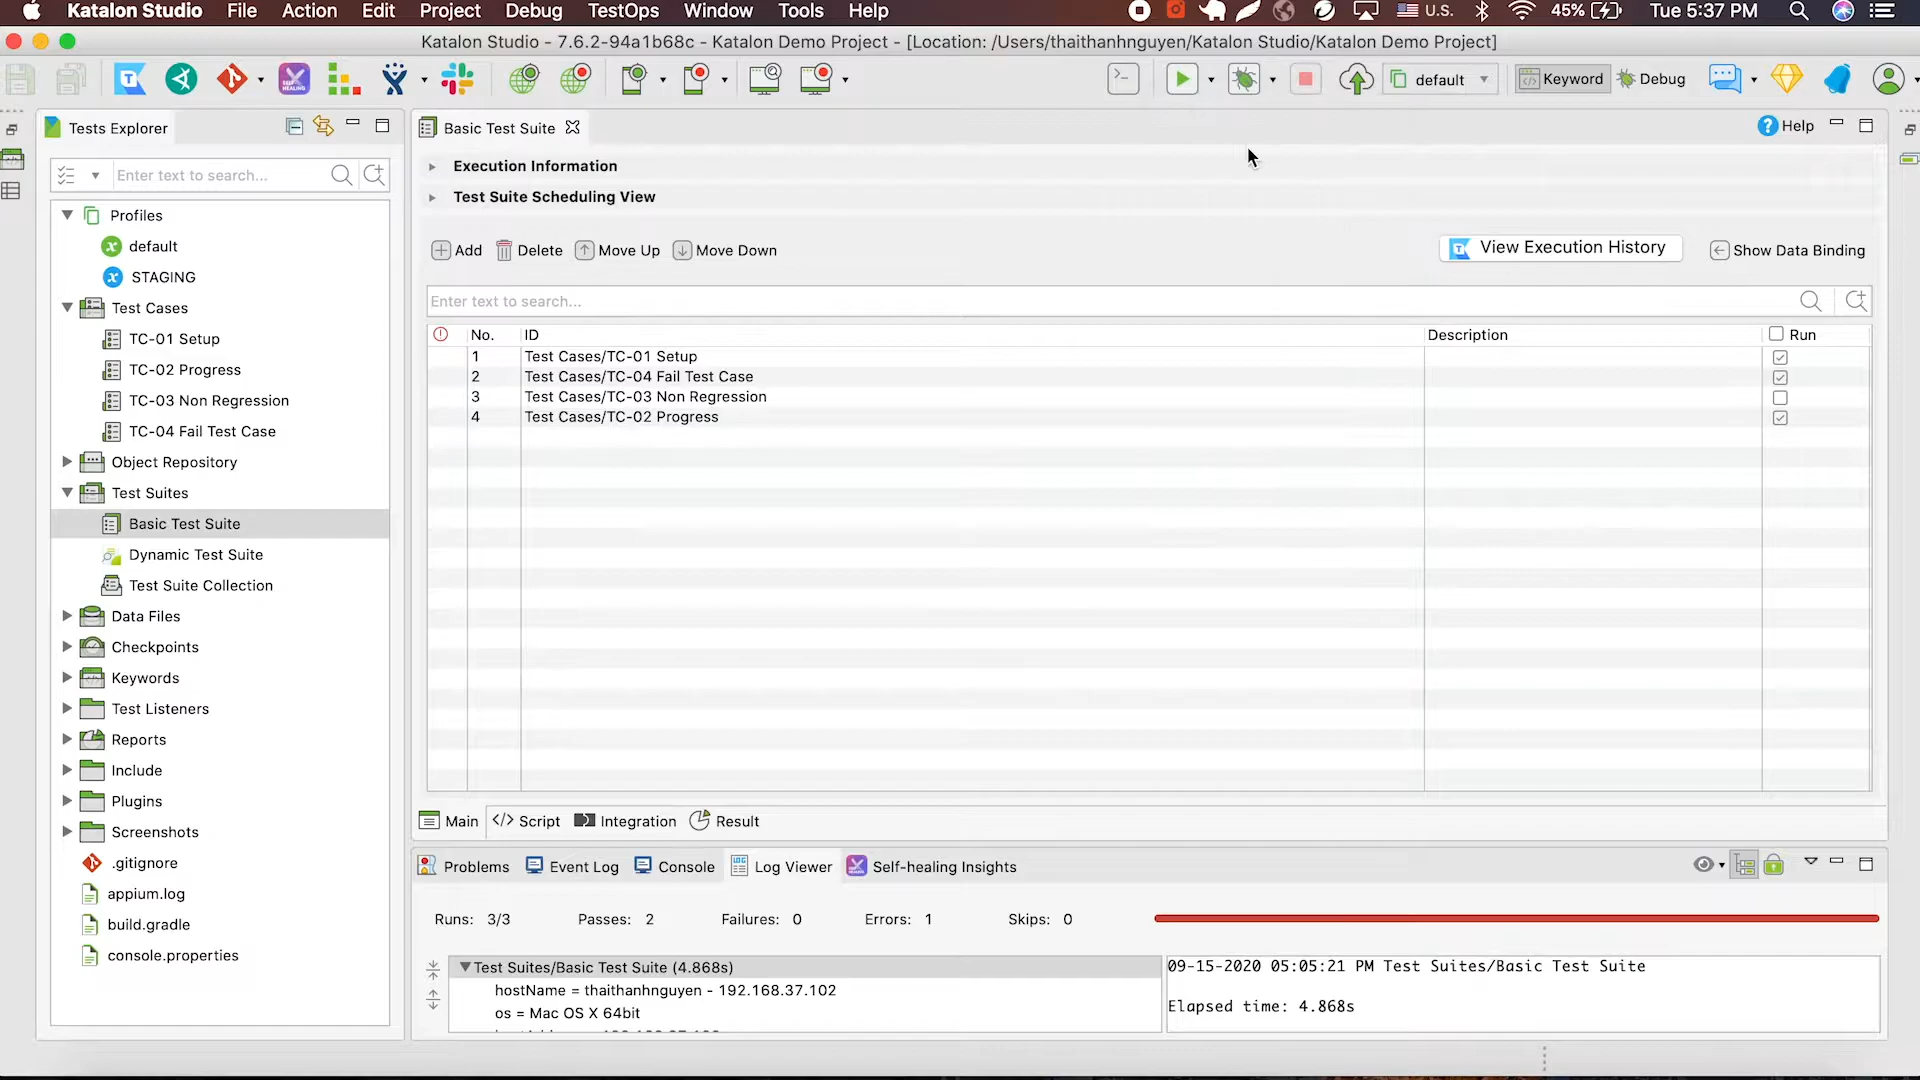 Katalon Studio File Action Edit Project Debug TestOps Window Tools Help U.S. 45% Tue 5:37 PM
Katalon Studio - 7.6.2-94a1b68c - Katalon Demo Project - [Location: /Users/thaithanhnguyen/Katalon Studio/Katalon Demo Project]
default Keyword Debug
Tests Explorer
Enter text to search...
Profiles
default
STAGING
Test Cases
TC-01 Setup
TC-02 Progress
TC-03 Non Regression
TC-04 Fail Test Case
Object Repository
Test Suites
Basic Test Suite
Dynamic Test Suite
Test Suite Collection
Data Files
Checkpoints
Keywords
Test Listeners
Reports
Include
Plugins
Screenshots
.gitignore
appium.log
build.gradle
console.properties
Basic Test Suite
Help
Execution Information
Test Suite Scheduling View
Add Delete Move Up Move Down View Execution History Show Data Binding
Enter text to search...
No. ID Description Run
1 Test Cases/TC-01 Setup
2 Test Cases/TC-04 Fail Test Case
3 Test Cases/TC-03 Non Regression
4 Test Cases/TC-02 Progress
Main Script Integration Result
Problems Event Log Console Log Viewer Self-healing Insights
Runs: 3/3 Passes: 2 Failures: 0 Errors: 1 Skips: 0
Test Suites/Basic Test Suite (4.868s)
hostName = thaithanhnguyen - 192.168.37.102
os = Mac OS X 64bit
09-15-2020 05:05:21 PM Test Suites/Basic Test Suite
Elapsed time: 4.868s